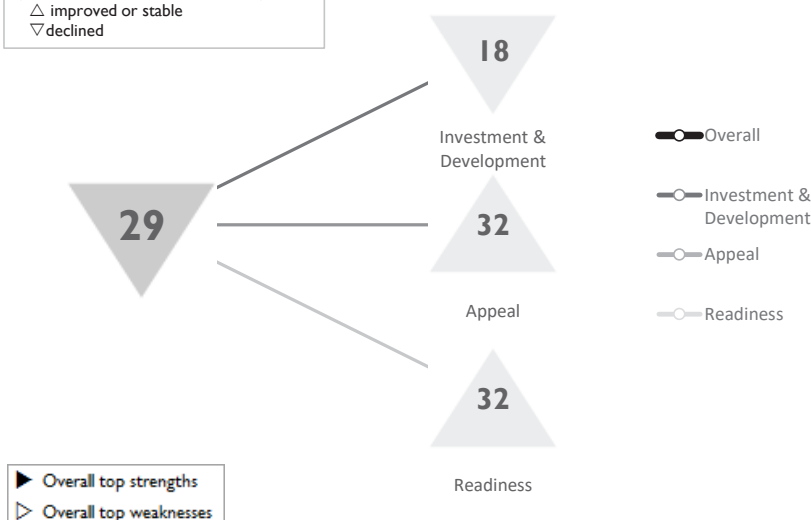 △ improved or stable
▽ declined
18
Investment &
Development
29
32
Appeal
32
Readiness
Overall
Investment &
Development
Appeal
Readiness
▶ Overall top strengths
▷ Overall top weaknesses